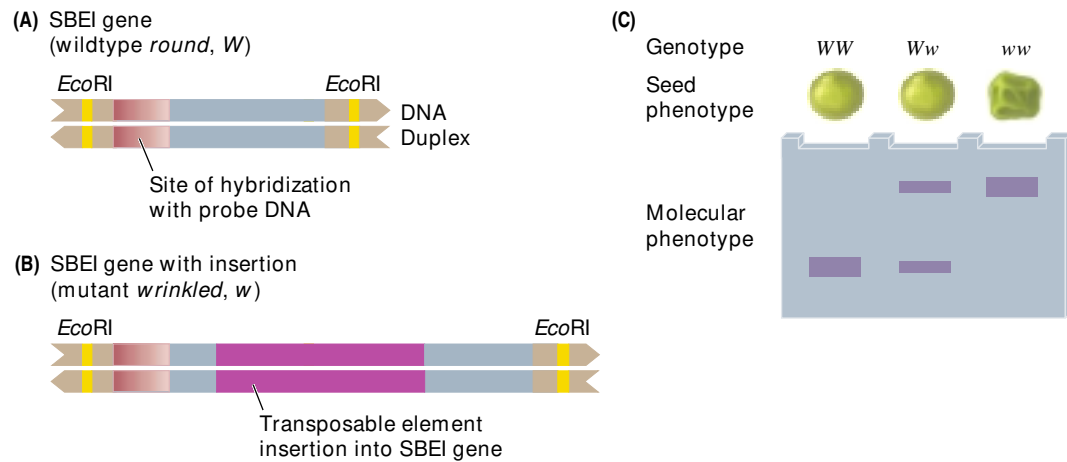 (A) SBEI gene
(wildtype round, W)
EcoRI EcoRI
DNA
Duplex
Site of hybridization
with probe DNA
(B) SBEI gene with insertion
(mutant wrinkled, w)
EcoRI EcoRI
Transposable element
insertion into SBEI gene
(C)
Genotype WW Ww ww
Seed
phenotype
Molecular
phenotype